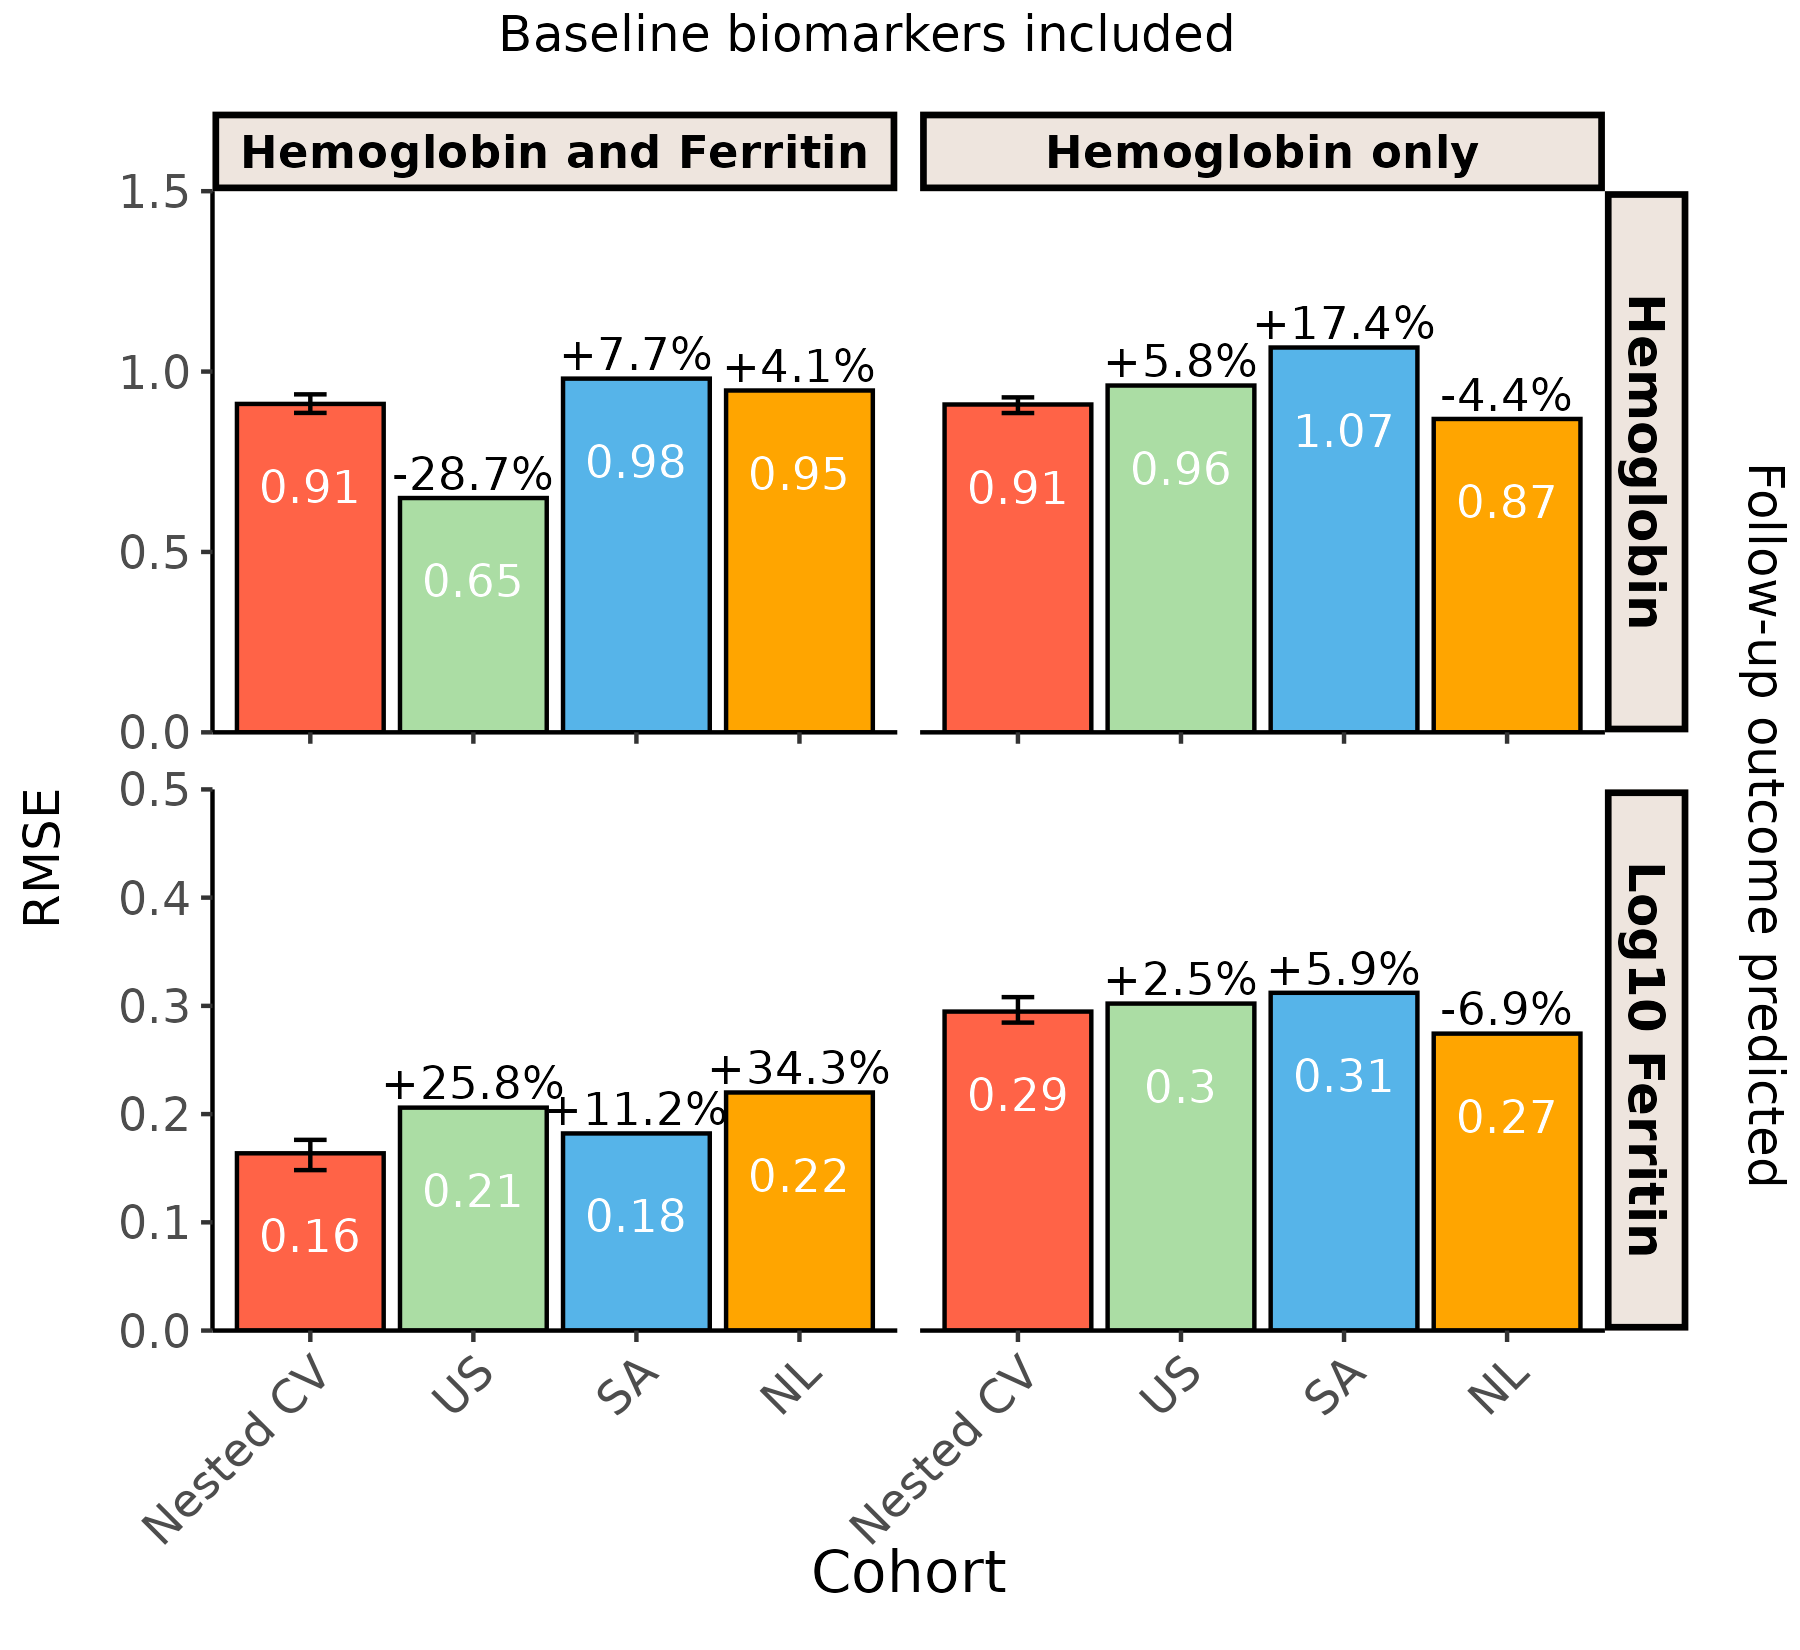 Baseline biomarkers included
Hemoglobin and Ferritin
Hemoglobin only
1.5
1.0
0.5
0.0
0.91
-28.7%
0.65
+7.7%
0.98
+4.1%
0.95
0.91
+5.8%
0.96
+17.4%
1.07
-4.4%
0.87
Hemoglobin
RMSE
0.5
0.4
0.3
0.2
0.1
0.0
0.16
+25.8%
0.21
+11.2%
0.18
+34.3%
0.22
0.29
+2.5%
0.3
+5.9%
0.31
-6.9%
0.27
Log10 Ferritin
Follow-up outcome predicted
Nested CV
US
SA
NL
Nested CV
US
SA
NL
Cohort